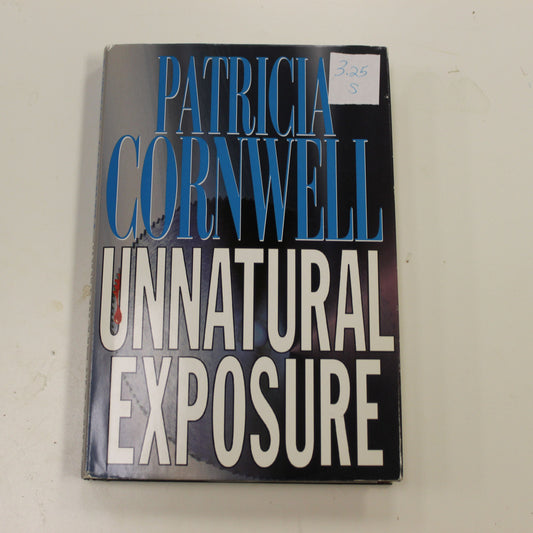 PATRICIA
3.25
S
CORNWELL
UNNATURAL
EXPOSURE